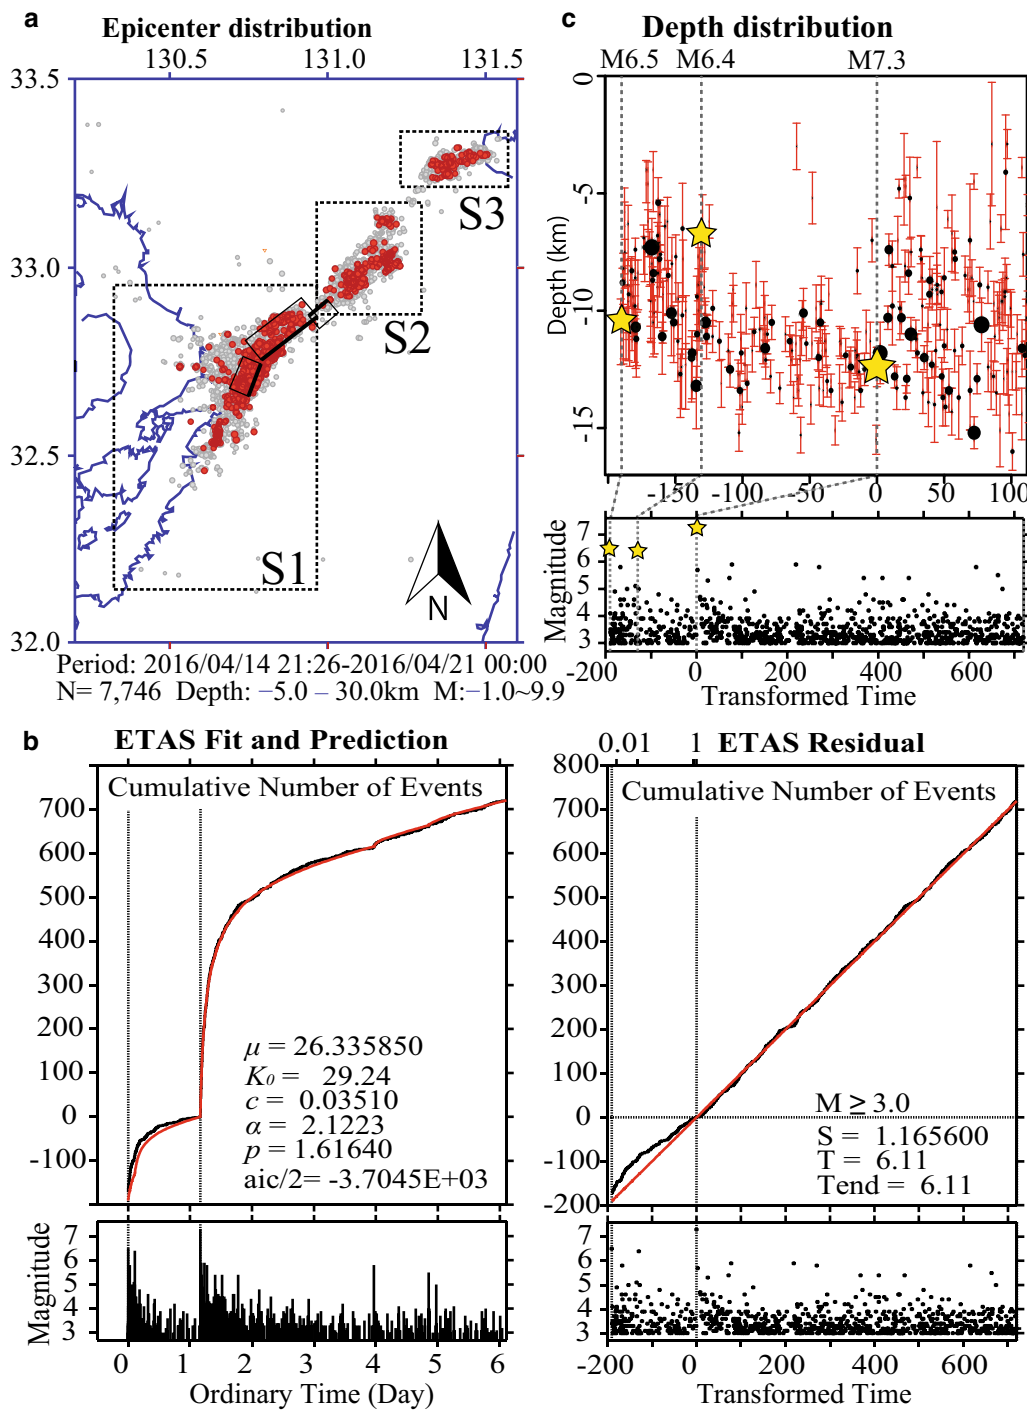 a
Epicenter distribution
130.5 131.0 131.5
33.5
33.0
32.5
32.0
S3
S2
S1
N
Period: 2016/04/14 21:26-2016/04/21 00:00
N= 7,746 Depth: −5.0 – 30.0km M:−1.0~9.9
c
Depth distribution
M6.5 M6.4 M7.3
0
-5
-10
-15
Depth (km)
-150 -100 -50 0 50 100
7
6
5
4
3
Magnitude
-200 0 200 400 600
Transformed Time
b
ETAS Fit and Prediction
Cumulative Number of Events
700
600
500
400
300
200
100
0
-100
μ = 26.335850
K0 = 29.24
c = 0.03510
α = 2.1223
p = 1.61640
aic/2= -3.7045E+03
7
6
5
4
3
Magnitude
0 1 2 3 4 5 6
Ordinary Time (Day)
0.01 1 ETAS Residual
Cumulative Number of Events
800
700
600
500
400
300
200
100
0
-100
-200
M ≥ 3.0
S = 1.165600
T = 6.11
Tend = 6.11
7
6
5
4
3
-200 0 200 400 600
Transformed Time